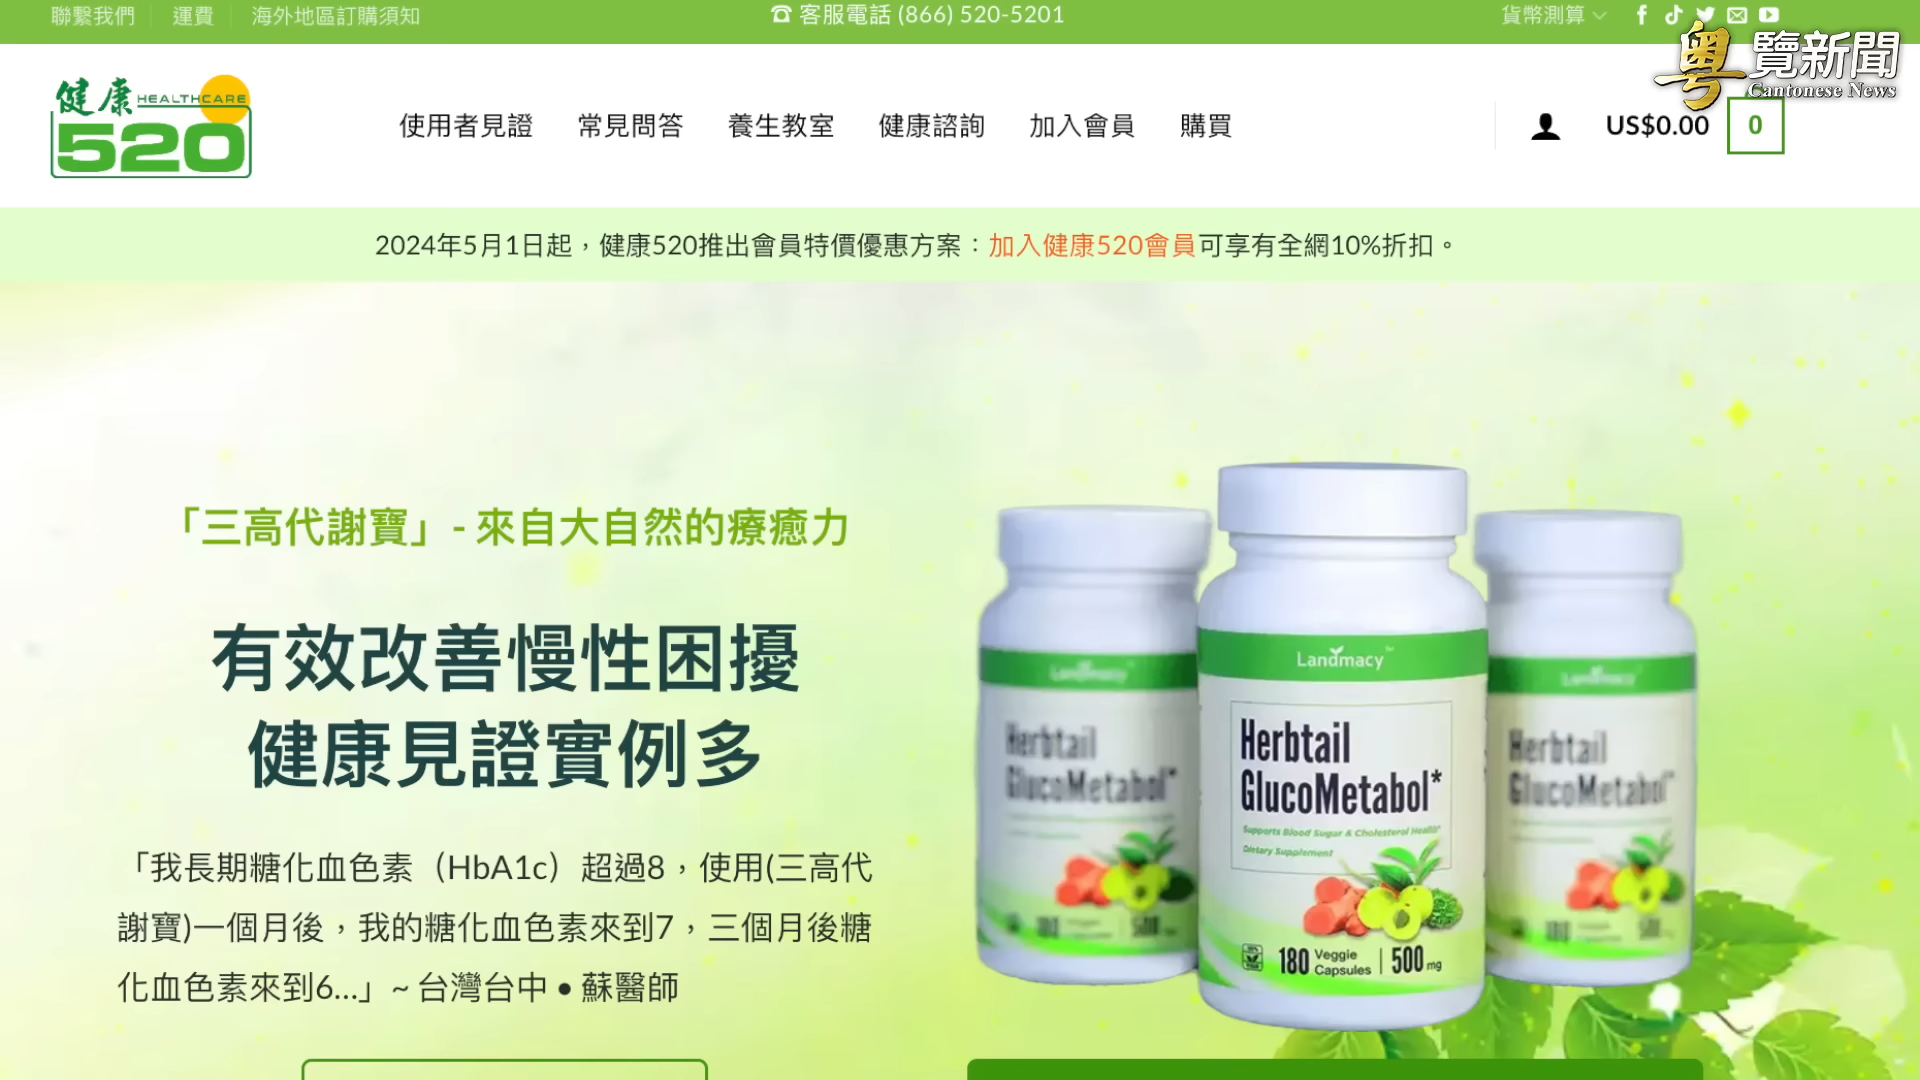 聯繫我們 運費 海外地區訂購須知 客服電話 (866) 520-5201 貨幣測算
粵覽新聞
Cantonese News
健康 HEALTHCARE
520
使用者見證 常見問答 養生教室 健康諮詢 加入會員 購買 US$0.00 0
2024年5月1日起，健康520推出會員特價優惠方案：加入健康520會員可享有全網10%折扣。
「三高代謝寶」- 來自大自然的療癒力
有效改善慢性困擾
健康見證實例多
「我長期糖化血色素（HbA1c）超過8，使用(三高代
謝寶)一個月後，我的糖化血色素來到7，三個月後糖
化血色素來到6...」~ 台灣台中 • 蘇醫師
Landmacy
Herbtail
GlucoMetabol*
Supports Blood Sugar & Cholesterol Health*
Dietary Supplement
180 Veggie Capsules | 500 mg
Landmacy
Herbtail
GlucoMetabol*
180 500
Landmacy
Herbtail
GlucoMetabol*
180 500